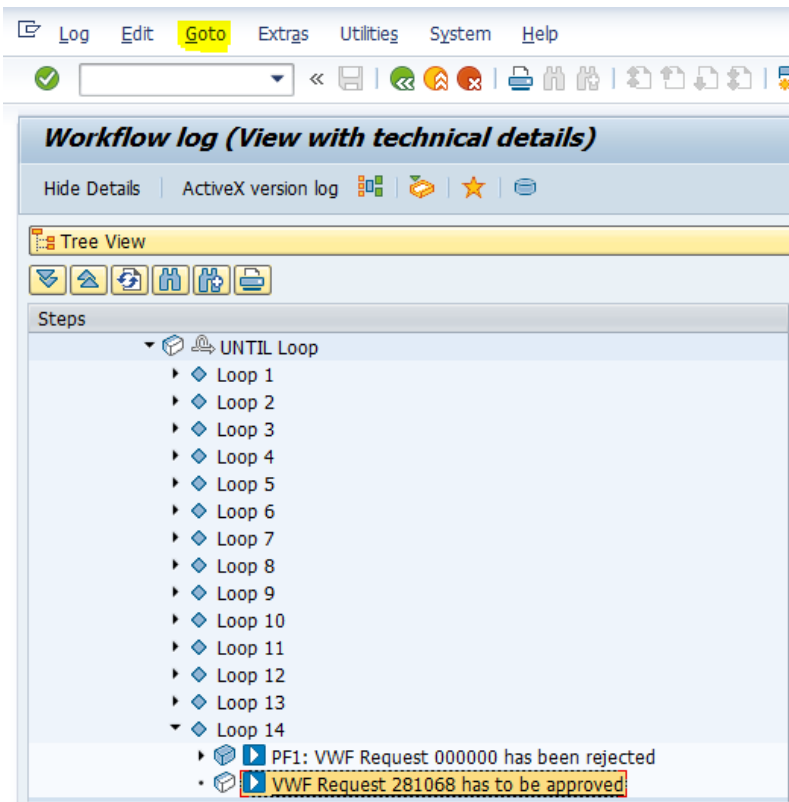 Log Edit Goto Extras Utilities System Help
«
Workflow log (View with technical details)
Hide Details ActiveX version log
Tree View
Steps
UNTIL Loop
Loop 1
Loop 2
Loop 3
Loop 4
Loop 5
Loop 6
Loop 7
Loop 8
Loop 9
Loop 10
Loop 11
Loop 12
Loop 13
Loop 14
PF1: VWF Request 000000 has been rejected
VWF Request 281068 has to be approved